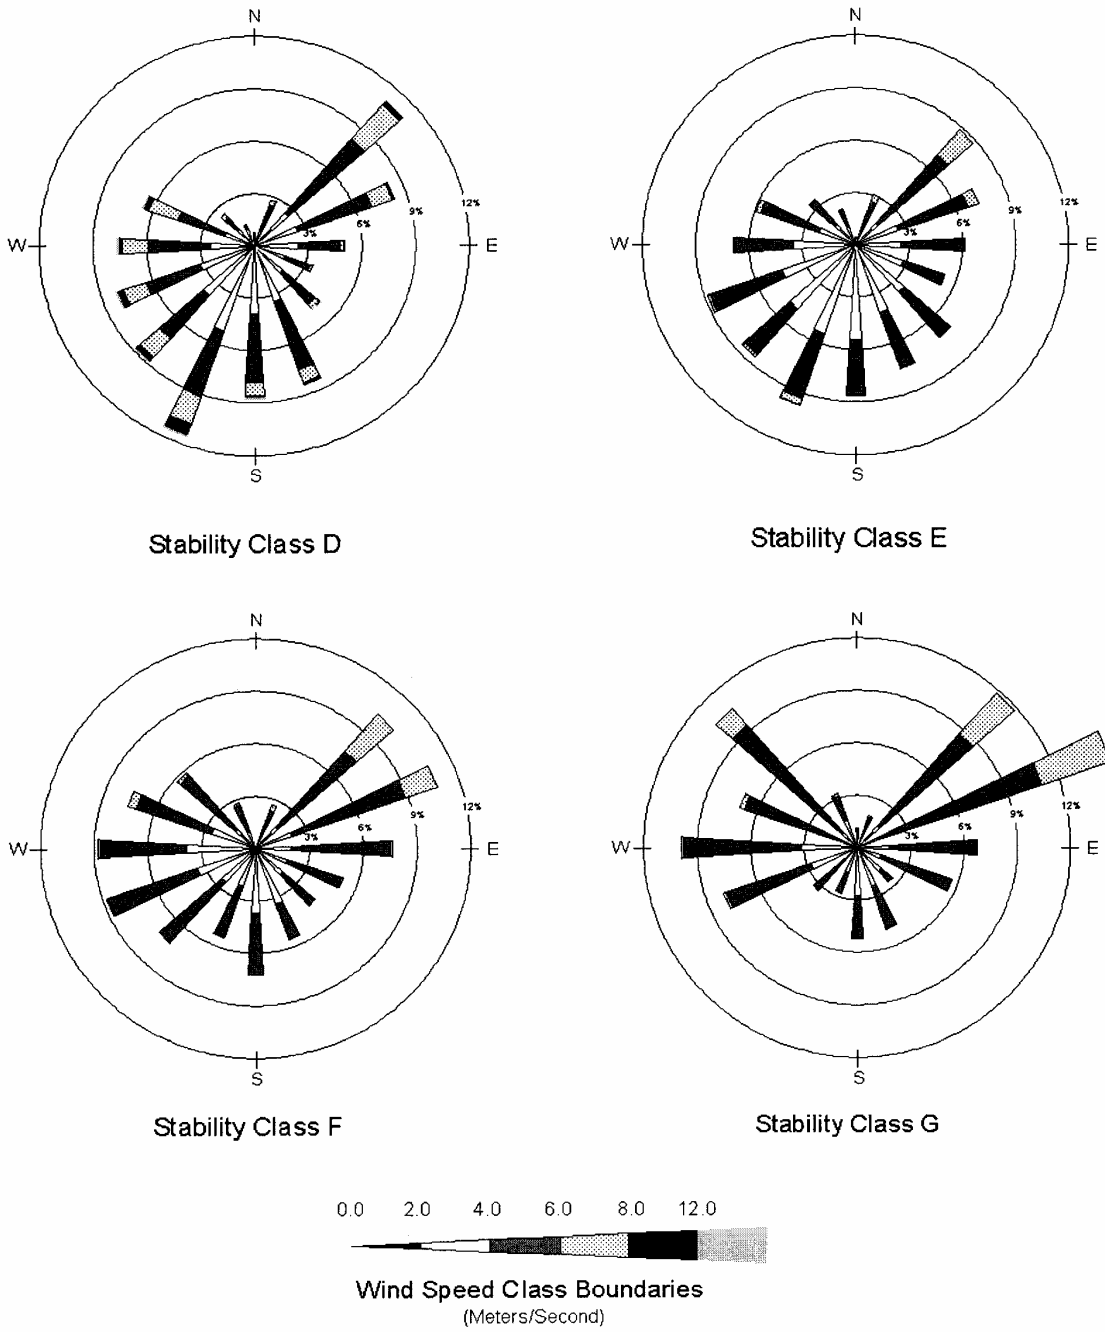 N
N
12%
12%
9%
9%
6%
6%
3%
3%
W
E
W
E
S
S
Stability Class D
Stability Class E
N
N
12%
12%
9%
9%
6%
6%
3%
3%
W
E
W
E
S
S
Stability Class F
Stability Class G
0.0 2.0 4.0 6.0 8.0 12.0
Wind Speed Class Boundaries
(Meters/Second)